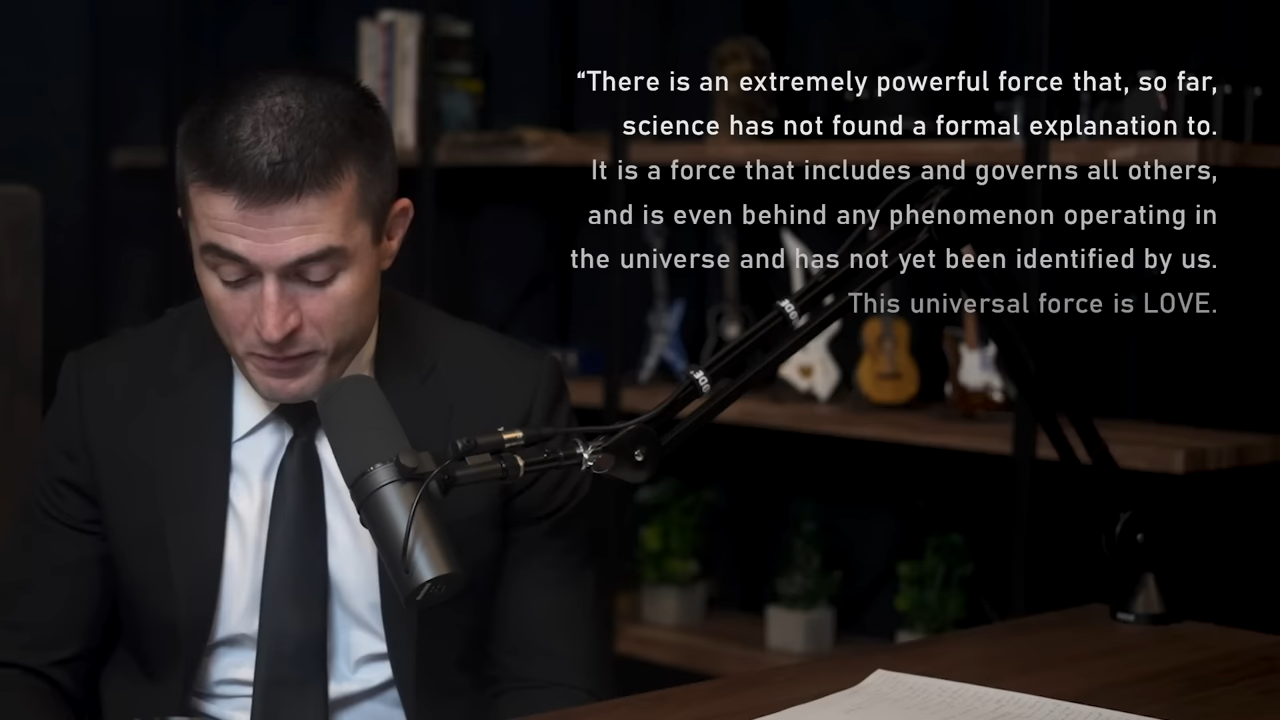 “There is an extremely powerful force that, so far,
science has not found a formal explanation to.
It is a force that includes and governs all others,
and is even behind any phenomenon operating in
the universe and has not yet been identified by us.
This universal force is LOVE.